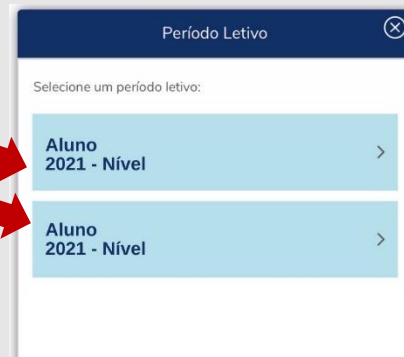 Período Letivo
Selecione um período letivo:
Aluno
2021 - Nível
Aluno
2021 - Nível